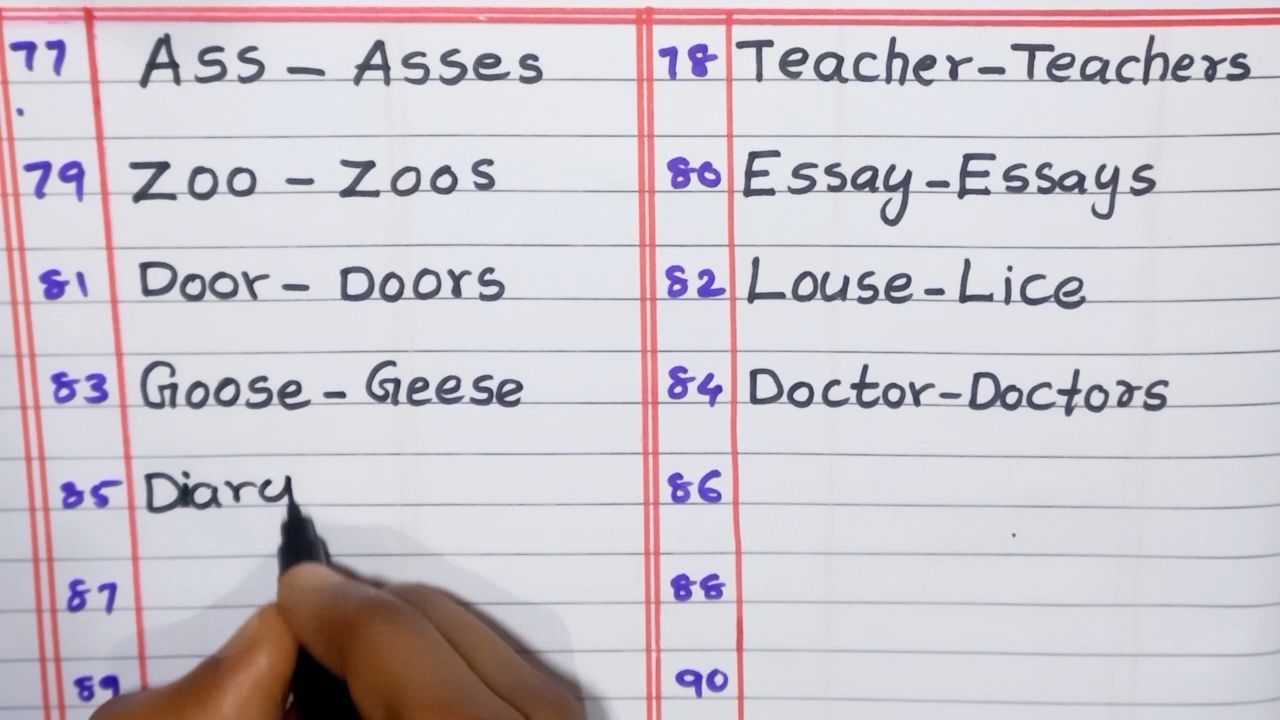 77 Ass - Asses 78 Teacher-Teachers
79 Zoo - Zoos 80 Essay-Essays
81 Door - Doors 82 Louse-Lice
83 Goose - Geese 84 Doctor-Doctors
85 Diary 86
87 88
89 90